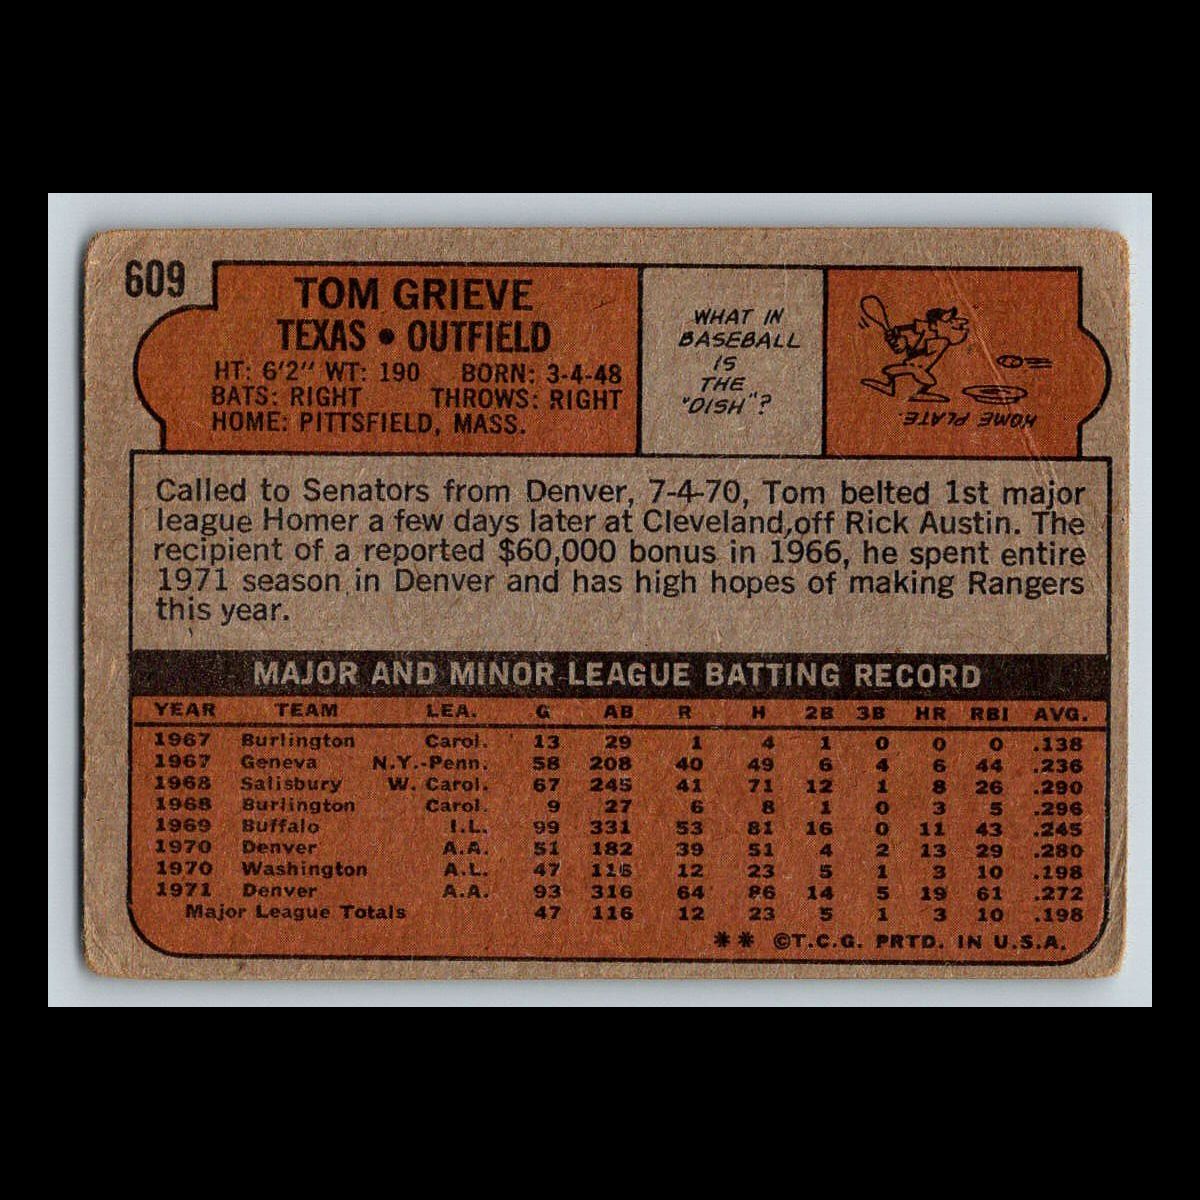 609
TOM GRIEVE
TEXAS • OUTFIELD
HT: 6'2" WT: 190 BORN: 3-4-48
BATS: RIGHT THROWS: RIGHT
HOME: PITTSFIELD, MASS.
WHAT IN
BASEBALL
IS
THE
"DISH"?
HOME PLATE.
Called to Senators from Denver, 7-4-70, Tom belted 1st major
league Homer a few days later at Cleveland, off Rick Austin. The
recipient of a reported $60,000 bonus in 1966, he spent entire
1971 season in Denver and has high hopes of making Rangers
this year.
MAJOR AND MINOR LEAGUE BATTING RECORD
YEAR TEAM LEA. G AB R H 2B 3B HR RBI AVG.
1967 Burlington Carol. 13 29 1 4 1 0 0 0 .138
1967 Geneva N.Y.-Penn. 58 208 40 49 6 4 6 44 .236
1968 Salisbury W. Carol. 67 245 41 71 12 1 8 26 .290
1968 Burlington Carol. 9 27 6 8 1 0 3 5 .296
1969 Buffalo I.L. 99 331 53 81 16 0 11 43 .245
1970 Denver A.A. 51 182 39 51 4 2 13 29 .280
1970 Washington A.L. 47 116 12 23 5 1 3 10 .198
1971 Denver A.A. 93 316 64 86 14 5 19 61 .272
Major League Totals 47 116 12 23 5 1 3 10 .198
** ©T.C.G. PRTD. IN U.S.A.